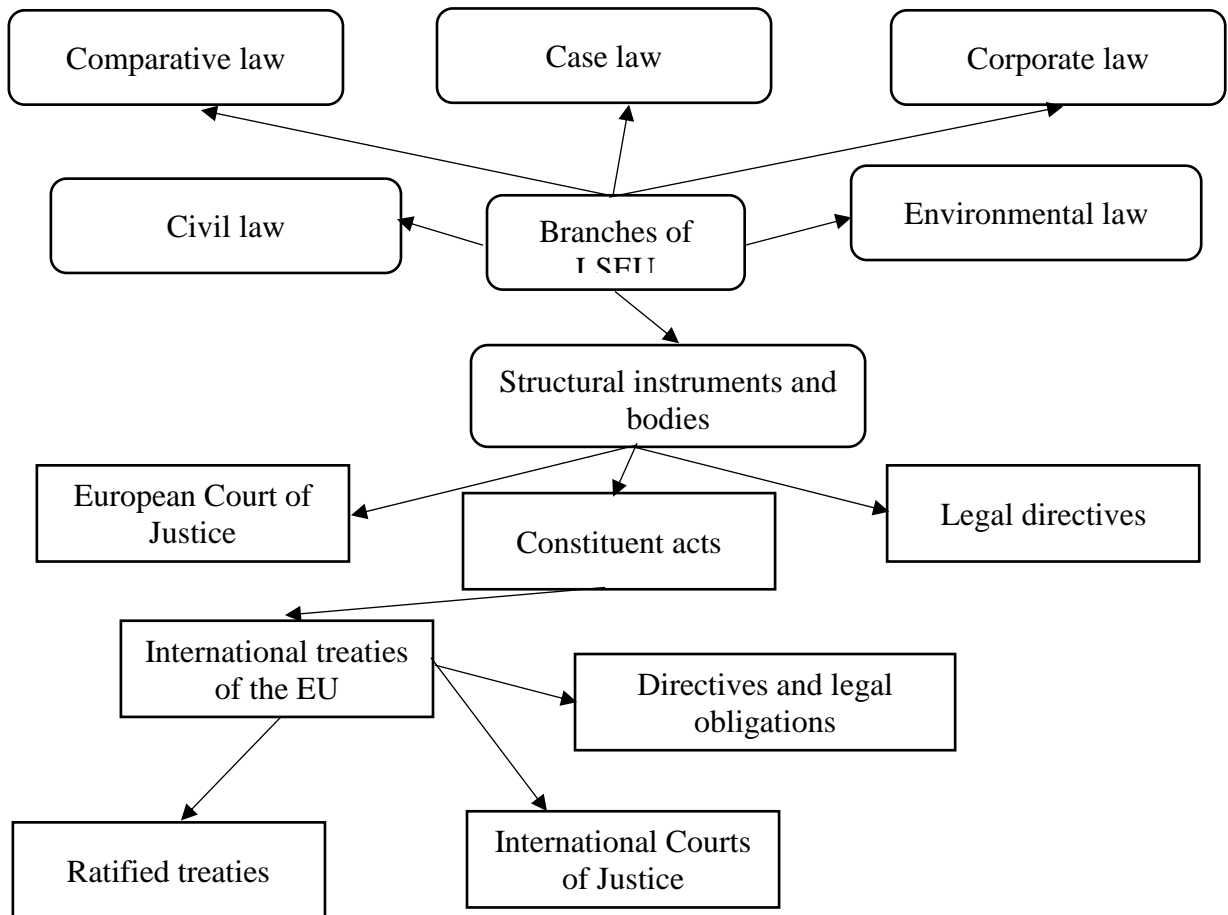 Comparative law
Case law
Corporate law
Civil law
Branches of
Environmental law
Structural instruments and
bodies
European Court of
Justice
Constituent acts
Legal directives
International treaties
of the EU
Directives and legal
obligations
Ratified treaties
International Courts
of Justice